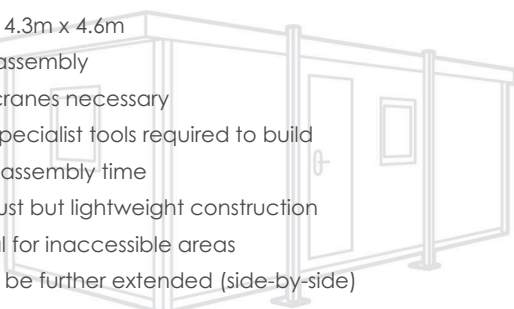 4.3m x 4.6m
assembly
cranes necessary
pecialist tools required to build
assembly time
ust but lightweight construction
l for inaccessible areas
be further extended (side-by-side)